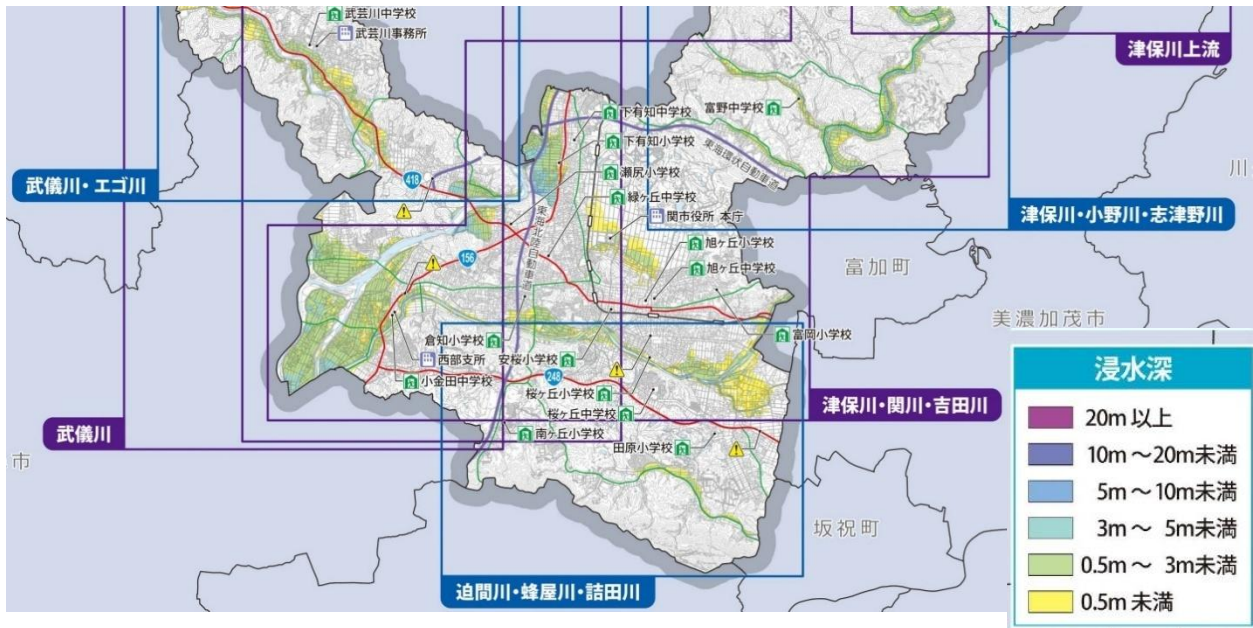 武芸川中学校
武芸川事務所
津保川上流
富野中学校
下有知中学校
東海環状自動車道
下有知小学校
川
瀬尻小学校
418
武儀川・エゴ川
緑ヶ丘中学校
関市役所 本庁
津保川・小野川・志津野川
東海北陸自動車道
旭ヶ丘小学校
156
旭ヶ丘中学校
富加町
美濃加茂市
倉知小学校
富岡小学校
西部支所
安桜小学校
小金田中学校
248
桜ヶ丘小学校
津保川・関川・吉田川
桜ヶ丘中学校
武儀川
南ヶ丘小学校
田原小学校
市
坂祝町
迫間川・蜂屋川・詰田川
浸水深
20m 以上
10m ～20m未満
5m ～10m未満
3m ～ 5m未満
0.5m ～ 3m未満
0.5m 未満